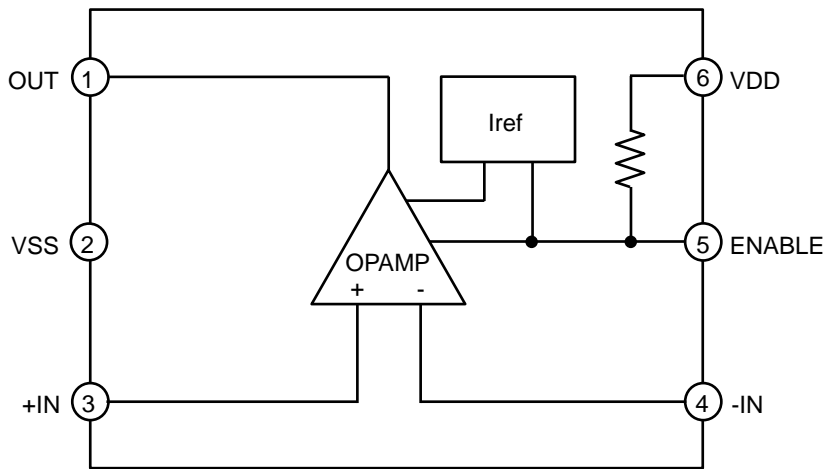 OUT 1
6 VDD
Iref
VSS 2
5 ENABLE
OPAMP
+ -
+IN 3
4 -IN